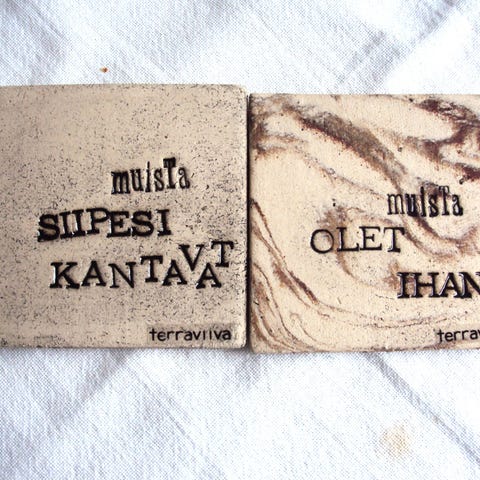 muista
SIIPESI
KANTAVAT
terraviiva
muista
OLET
IHAN
terrav